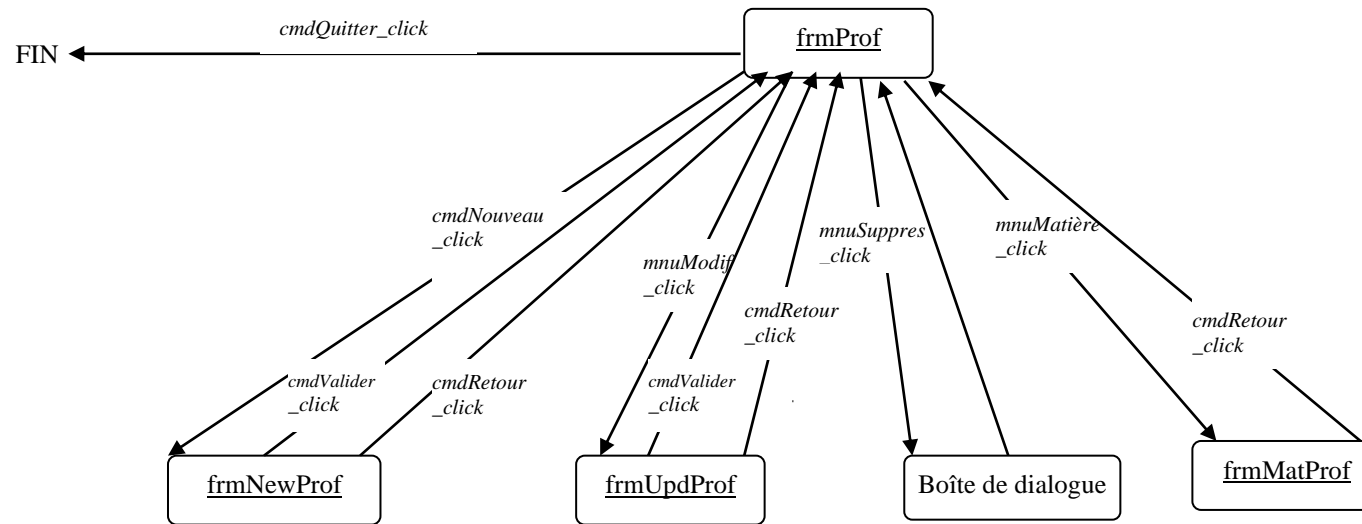 cmdQuitter_click
frmProf
FIN
cmdNouveau
_click
mnuModif
_click
mnuSuppres
_click
mnuMatière
_click
cmdValider
_click
cmdRetour
_click
cmdValider
_click
cmdRetour
_click
cmdRetour
_click
frmNewProf
frmUpdProf
Boîte de dialogue
frmMatProf